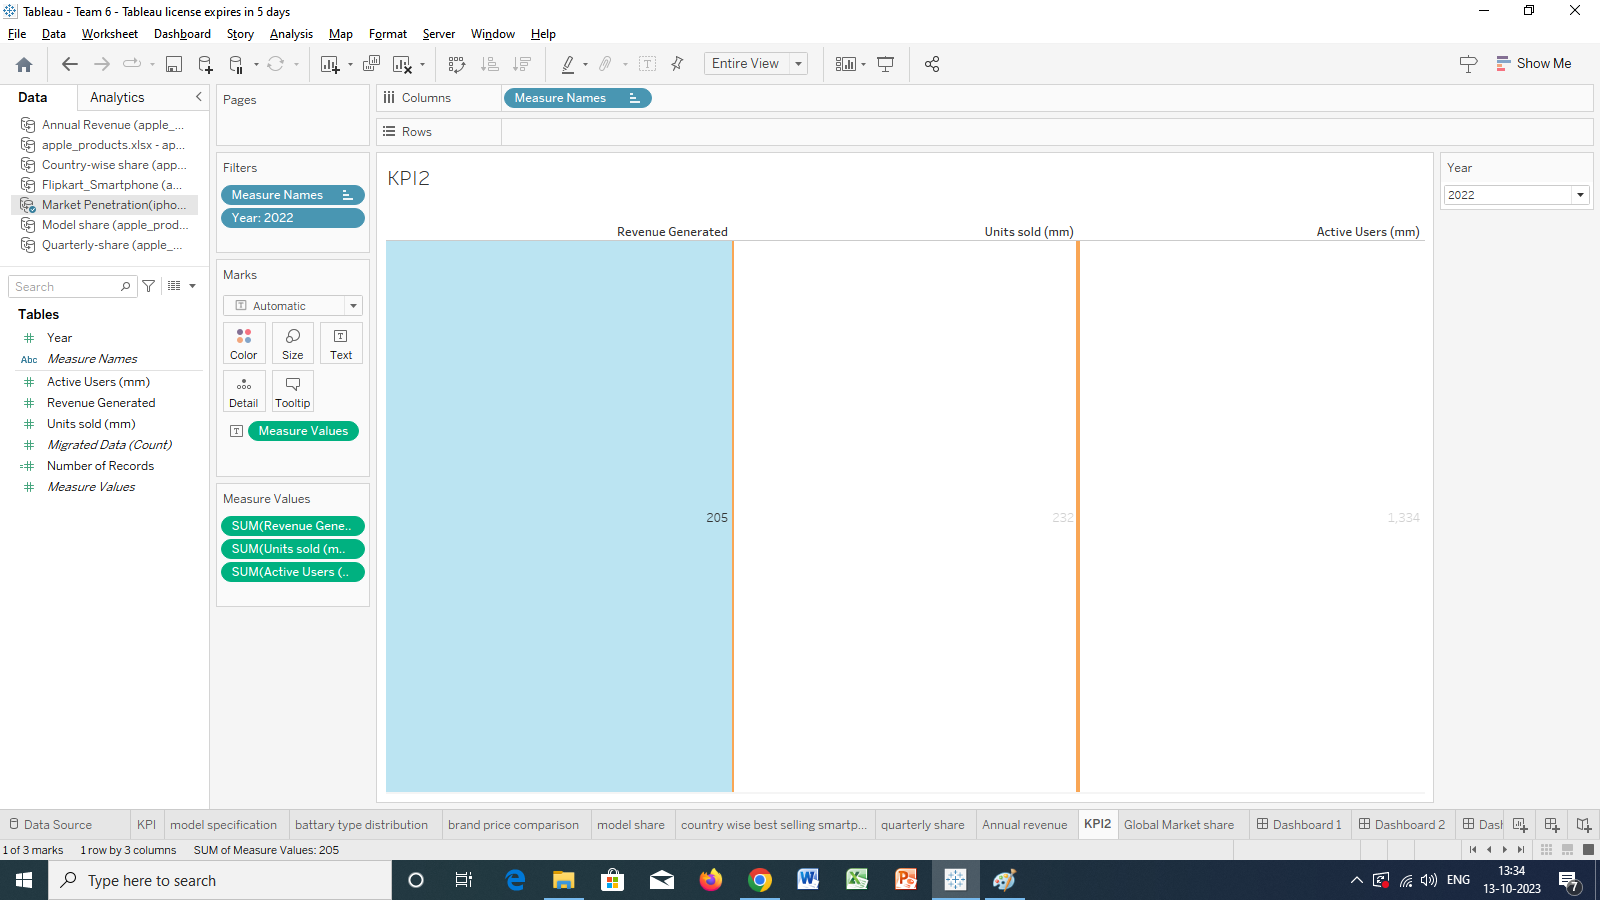 Tableau - Team 6 - Tableau license expires in 5 days
File Data Worksheet Dashboard Story Analysis Map Format Server Window Help
Entire View
Show Me
Data Analytics
Annual Revenue (apple_...
apple_products.xlsx - ap...
Country-wise share (app...
Flipkart_Smartphone (a...
Market Penetration(ipho...
Model share (apple_prod...
Quarterly-share (apple_...
Search
Tables
Year
Abc Measure Names
Active Users (mm)
Revenue Generated
Units sold (mm)
Migrated Data (Count)
Number of Records
Measure Values
Pages
Filters
Measure Names
Year: 2022
Marks
Automatic
Color Size Text
Detail Tooltip
Measure Values
Measure Values
SUM(Revenue Gene..
SUM(Units sold (m..
SUM(Active Users (..
Columns Measure Names
Rows
KPI2
Revenue Generated Units sold (mm) Active Users (mm)
205 232 1,334
Year
2022
Data Source KPI model specification battary type distribution brand price comparison model share country wise best selling smartp... quarterly share Annual revenue KPI2 Global Market share Dashboard 1 Dashboard 2 Dash
1 of 3 marks 1 row by 3 columns SUM of Measure Values: 205
Type here to search
ENG
13:34
13-10-2023
7